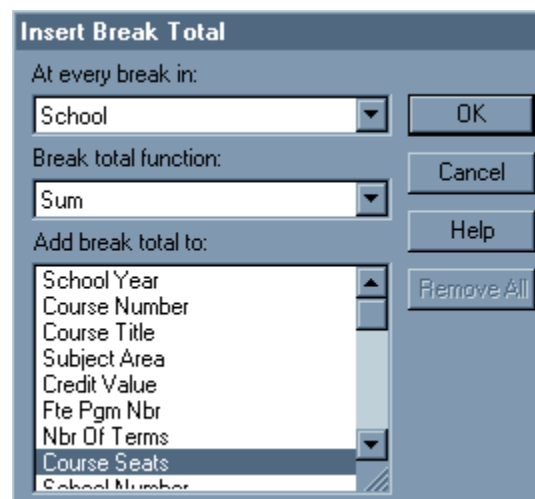 Insert Break Total
At every break in:
School
OK
Break total function:
Cancel
Sum
Help
Add break total to:
Remove All
School Year
Course Number
Course Title
Subject Area
Credit Value
Fte Pgm Nbr
Nbr Of Terms
Course Seats
School Number